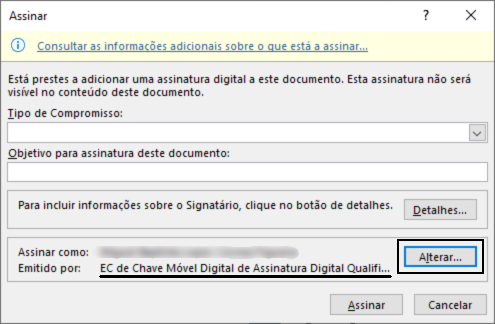 Assinar
? ×
Consultar as informações adicionais sobre o que está a assinar...
Está prestes a adicionar uma assinatura digital a este documento. Esta assinatura não será
visível no conteúdo deste documento.
Tipo de Compromisso:
Objetivo para assinatura deste documento:
Para incluir informações sobre o Signatário, clique no botão de detalhes.
Detalhes...
Assinar como:
Emitido por: EC de Chave Móvel Digital de Assinatura Digital Qualifi...
Alterar...
Assinar
Cancelar